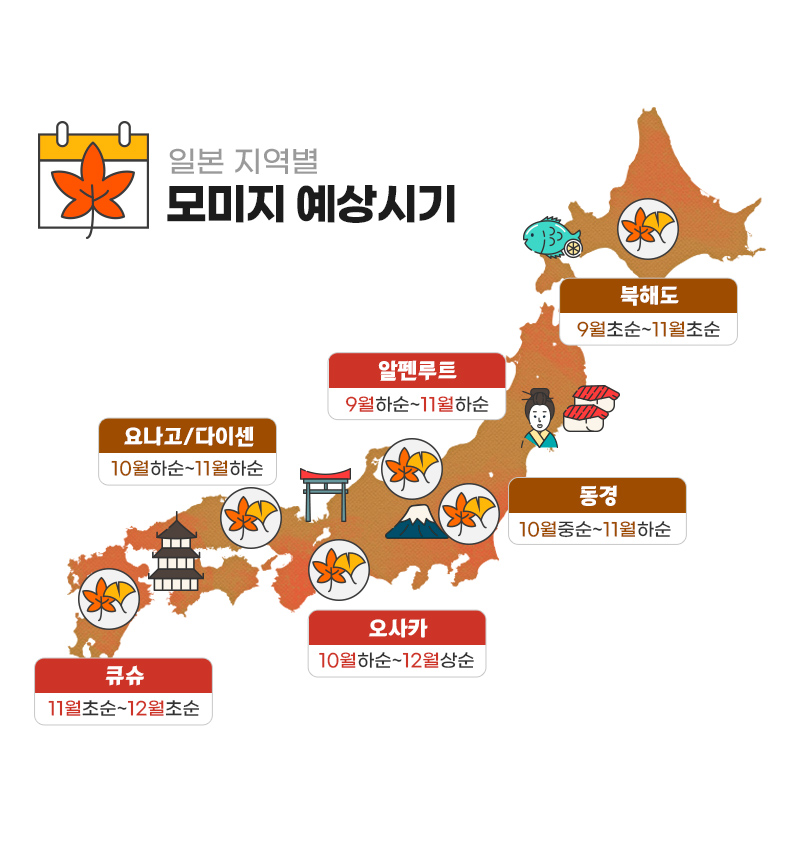 일본 지역별
모미지 예상시기
북해도
9월초순~11월초순
알펜루트
9월하순~11월하순
요나고/다이센
10월하순~11월하순
동경
10월중순~11월하순
오사카
10월하순~12월상순
큐슈
11월초순~12월초순